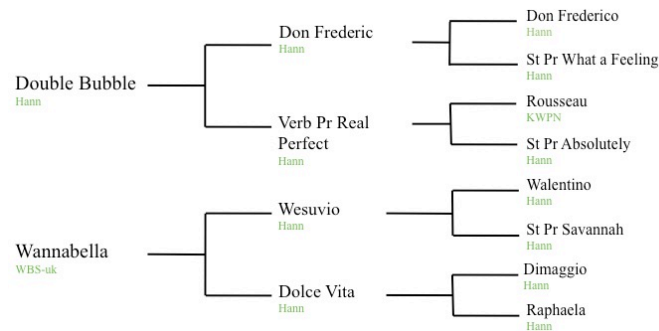 Don Frederico
Hann
Don Frederic
Hann
St Pr What a Feeling
Hann
Double Bubble
Hann
Rousseau
KWPN
Verb Pr Real
Perfect
Hann
St Pr Absolutely
Hann
Walentino
Hann
Wesuvio
Hann
St Pr Savannah
Hann
Wannabella
WBS-uk
Dimaggio
Hann
Dolce Vita
Hann
Raphaela
Hann